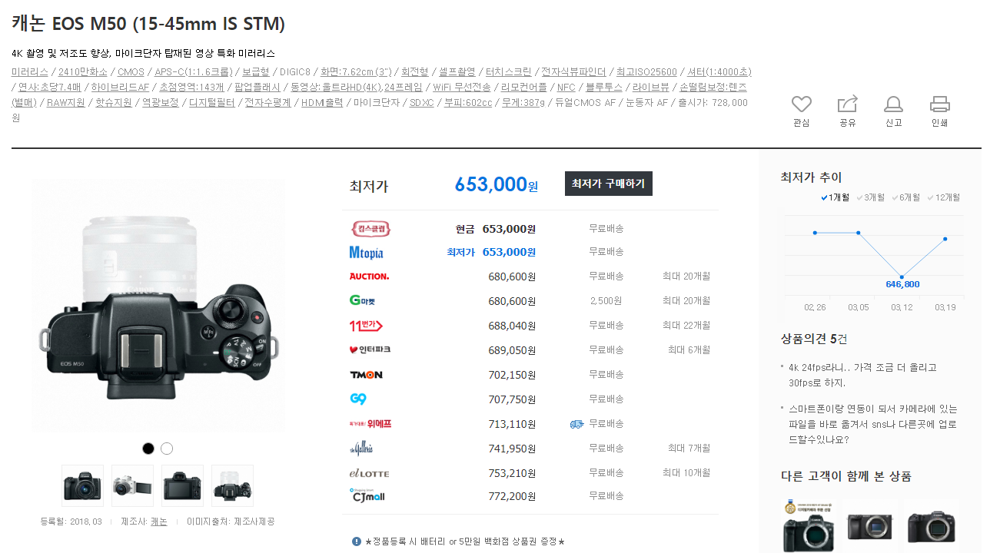 캐논 EOS M50 (15-45mm IS STM)
4K 촬영 및 저조도 향상, 마이크단자 탑재된 영상 특화 미러리스
미러리스 / 2410만화소 / CMOS / APS-C(1:1.6크롭) / 보급형 / DIGIC8 / 화면:7.62cm(3") / 회전형 / 셀프촬영 / 터치스크린 / 전자식뷰파인더 / 최고ISO25600 / 셔터(1:4000초)
/ 연사:초당7.4매 / 하이브리드AF / 초점영역:143개 / 팝업플래시 / 동영상:울트라HD(4K),24프레임 / WiFi 무선전송 / 리모컨어플 / NFC / 블루투스 / 라이브뷰 / 손떨림보정:렌즈
(별매) / RAW지원 / 핫슈지원 / 역광보정 / 디지털필터 / 전자수평계 / HDMI출력 / 마이크단자 / SDXC / 부피:602cc / 무게:387g / 듀얼CMOS AF / 눈동자 AF / 출시가: 728,000
원
관심 공유 신고 인쇄
최저가 653,000원 최저가 구매하기
킴스클럽 현금 653,000원 무료배송
Mtopia 최저가 653,000원 무료배송
AUCTION. 680,600원 무료배송 최대 20개월
G마켓 680,600원 2,500원 최대 20개월
11번가 688,040원 무료배송 최대 22개월
인터파크 689,050원 무료배송 최대 6개월
TMON 702,150원 무료배송
G9 707,750원 무료배송
특가대표! 위메프 713,110원 무료배송
the Galleria 741,950원 무료배송 최대 7개월
el LOTTE 753,210원 무료배송 최대 10개월
CJmall 772,200원 무료배송
★정품등록 시 배터리 or 5만원 백화점 상품권 증정★
Canon
M-Fn
ON
OFF
EOS M50
등록월: 2018.03 제조사: 캐논 이미지출처: 제조사제공
최저가 추이
1개월 3개월 6개월 12개월
646,800
02.26 03.05 03.12 03.19
상품의견 5건
4k 24fps라니.. 가격 조금 더 올리고
30fps로 하지.
스마트폰이랑 연동이 되서 카메라에 있는
파일을 바로 옮겨서 sns나 다른곳에 업로
드할수있나요?
다른 고객이 함께 본 상품